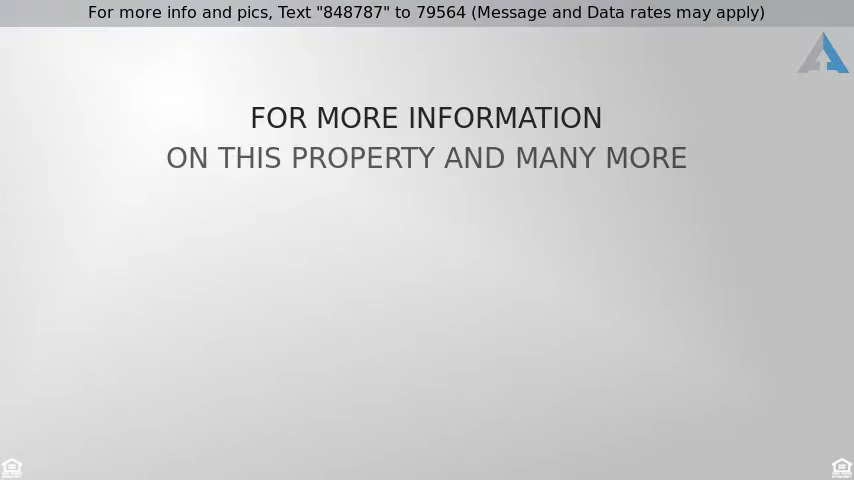 For more info and pics, Text "848787" to 79564 (Message and Data rates may apply)
FOR MORE INFORMATION
ON THIS PROPERTY AND MANY MORE